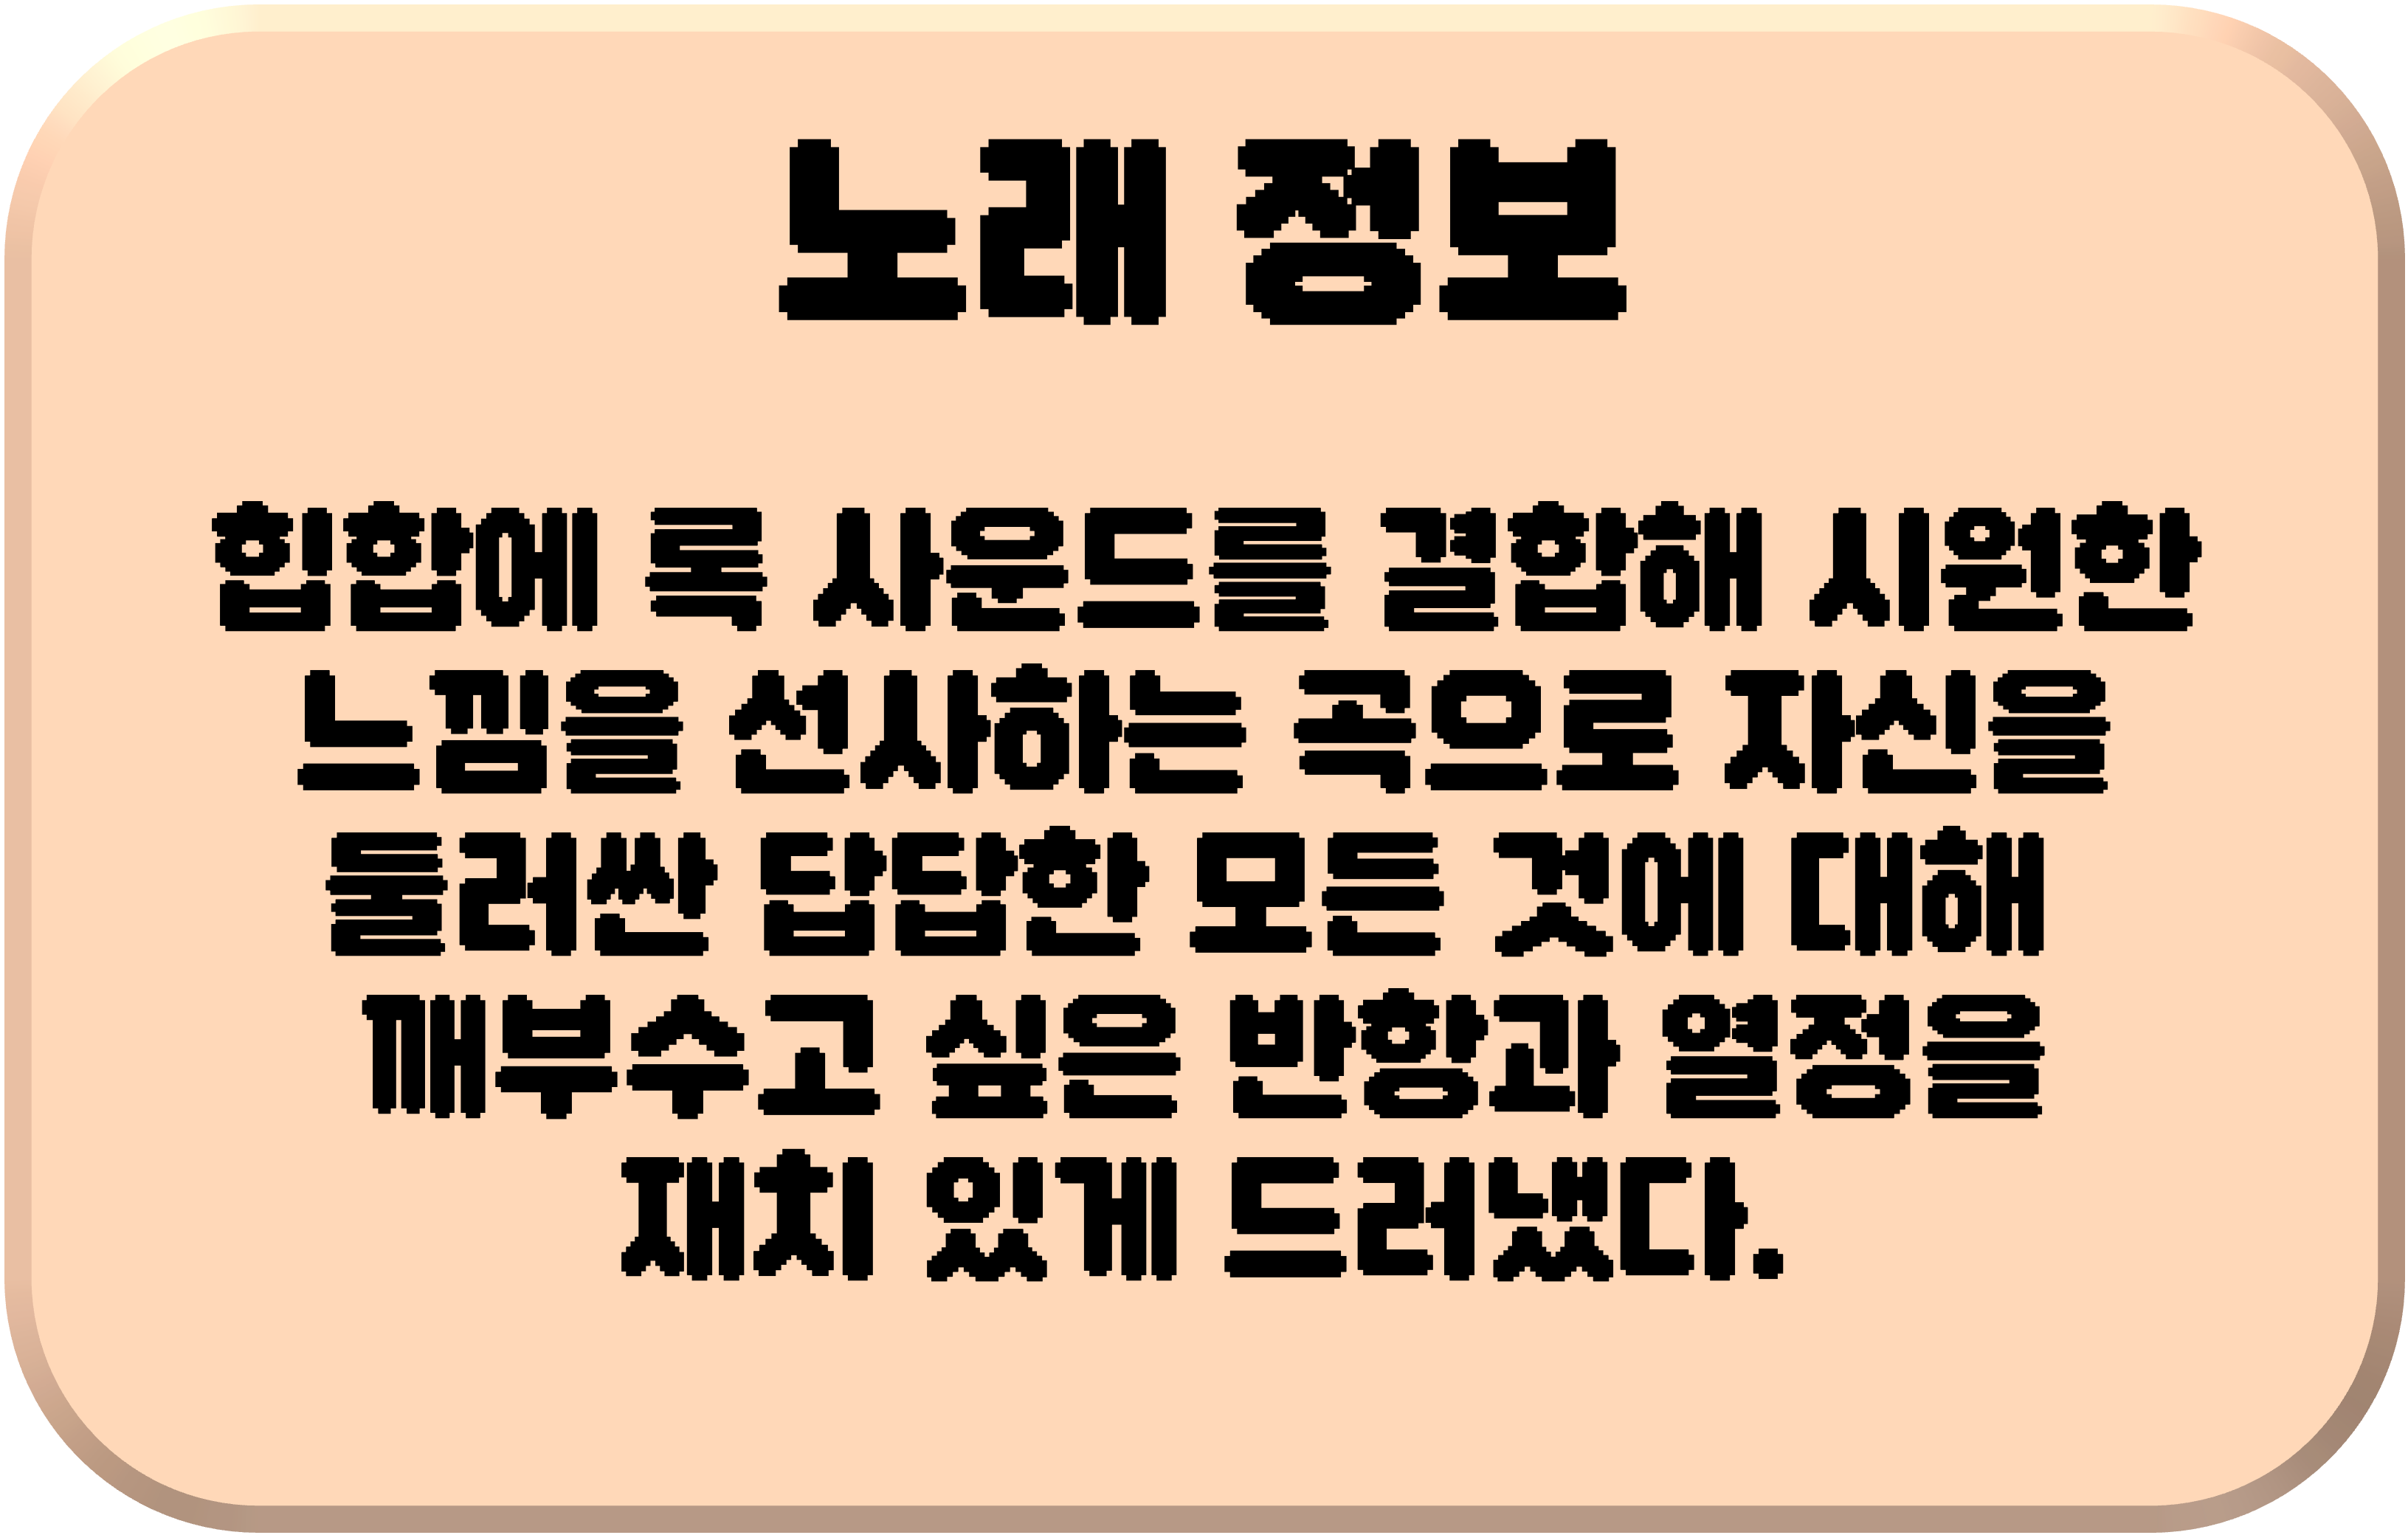 노래 정보
힙합에 록 사운드를 결합해 시원한
느낌을 선사하는 곡으로 자신을
둘러싼 답답한 모든 것에 대해
깨부수고 싶은 반항과 열정을
재치 있게 드러냈다.